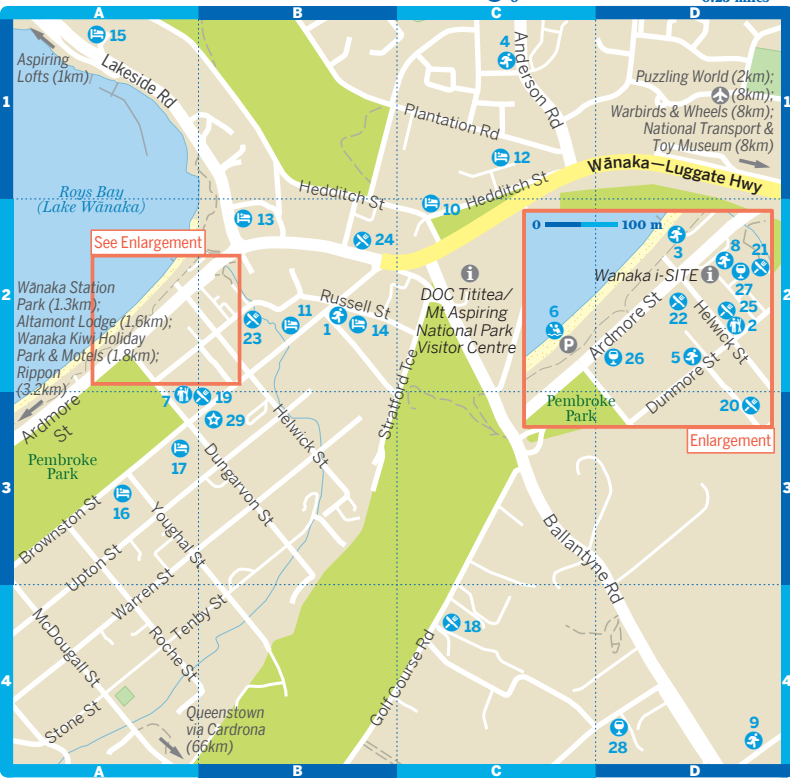 0
0.25 miles
A
B
C
D
15
Aspiring
Lofts (1km)
Lakeside Rd
4
Anderson Rd
Puzzling World (2km);
(8km);
Warbirds & Wheels (8km);
National Transport &
Toy Museum (8km)
1
1
Plantation Rd
12
Wānaka—Luggate Hwy
Hedditch St
Hedditch St
10
Roys Bay
(Lake Wānaka)
13
24
See Enlargement
0
100 m
3
8
21
Wanaka i-SITE
27
Wānaka Station
Park (1.3km);
Altamont Lodge (1.6km);
Wanaka Kiwi Holiday
Park & Motels (1.8km);
Rippon
(3.2km)
2
2
DOC Tititea/
Mt Aspiring
National Park
Visitor Centre
Russell St
11
1
14
23
6
P
Ardmore St
22
25
2
Helwick St
26
5
Dunmore St
20
Pembroke
Park
Enlargement
Stratford Tce
7
19
29
Ardmore
St
Helwick St
Pembroke
Park
17
Dungarvon St
16
3
3
Brownston St
Youghal St
Upton St
Warren St
Tenby St
Roche St
McDougall St
Stone St
Ballantyne Rd
18
Golf Course Rd
4
4
Queenstown
via Cardrona
(66km)
28
9
A
B
C
D